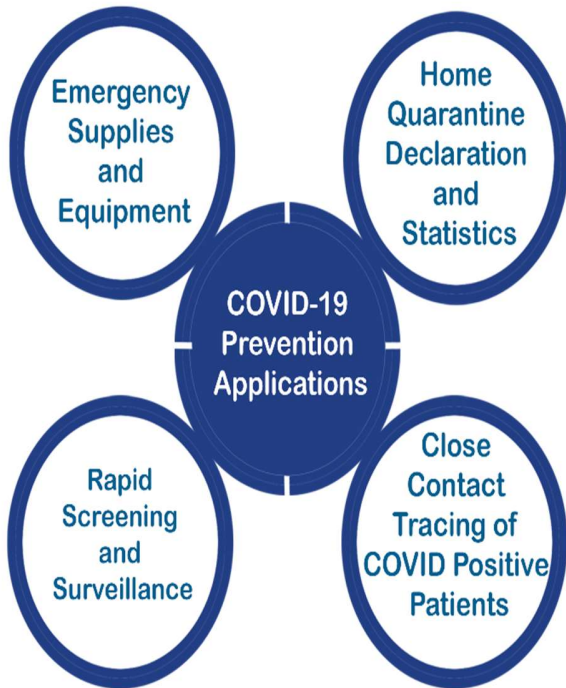 Emergency
Supplies
and
Equipment
Home
Quarantine
Declaration
and
Statistics
COVID-19
Prevention
Applications
Rapid
Screening
and
Surveillance
Close
Contact
Tracing of
COVID Positive
Patients